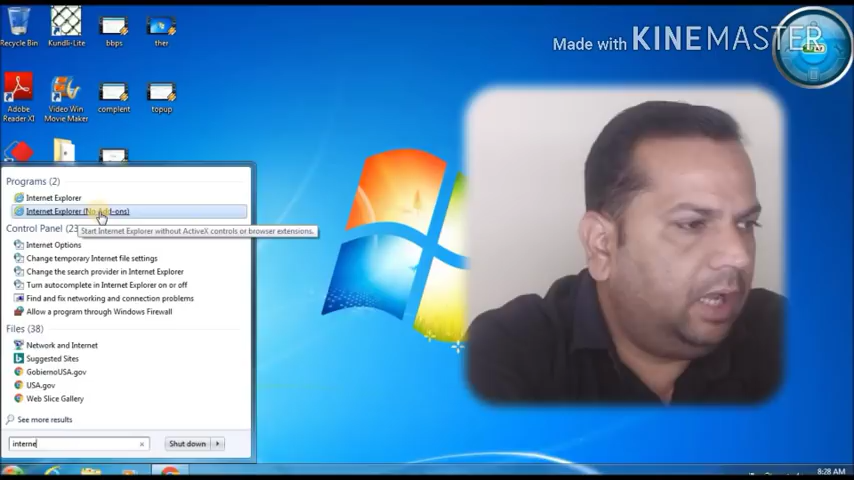 Made with KINEMASTER
Recycle Bin
Kundli-Lite
bbps
ther
Adobe Reader XI
Video Win Movie Maker
complent
topup
Programs (2)
Internet Explorer
Internet Explorer (No Add-ons)
Start Internet Explorer without ActiveX controls or browser extensions.
Control Panel (23
Internet Options
Change temporary Internet file settings
Change the search provider in Internet Explorer
Turn autocomplete in Internet Explorer on or off
Find and fix networking and connection problems
Allow a program through Windows Firewall
Files (38)
Network and Internet
Suggested Sites
GobiernoUSA.gov
USA.gov
Web Slice Gallery
See more results
interne
Shut down
8:28 AM